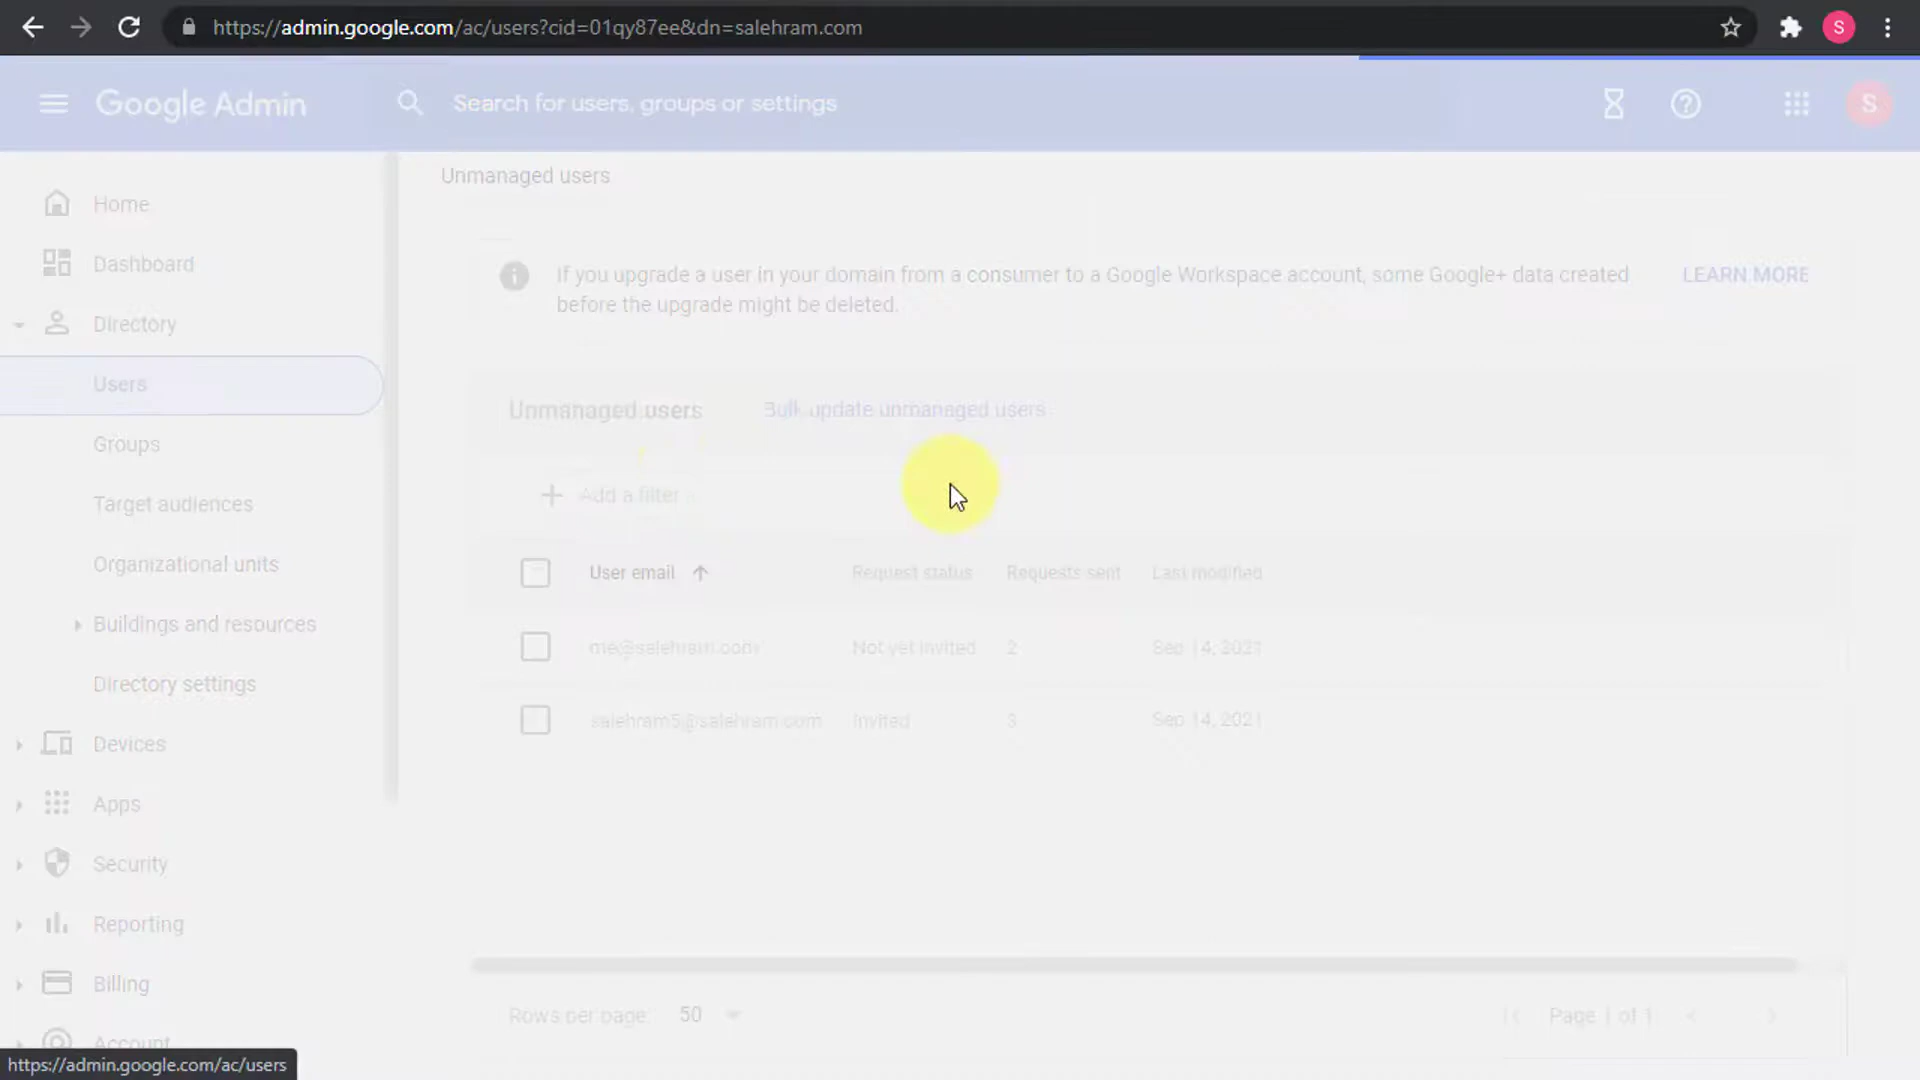 https://admin.google.com/ac/users?cid=01qy87ee&dn=salehram.com
S
Google Admin
Search for users, groups or settings
S
Home
Dashboard
Directory
Users
Groups
Target audiences
Organizational units
Buildings and resources
Directory settings
Devices
Apps
Security
Reporting
Billing
Account
Unmanaged users
If you upgrade a user in your domain from a consumer to a Google Workspace account, some Google+ data created
before the upgrade might be deleted.
LEARN MORE
Unmanaged users Bulk update unmanaged users
Add a filter
User email Request status Requests sent Last modified
me@salehram.com Not yet invited 2 Sep 14, 2021
salehram5@salehram.com Invited 3 Sep 14, 2021
Rows per page: 50
Page 1 of 1
https://admin.google.com/ac/users